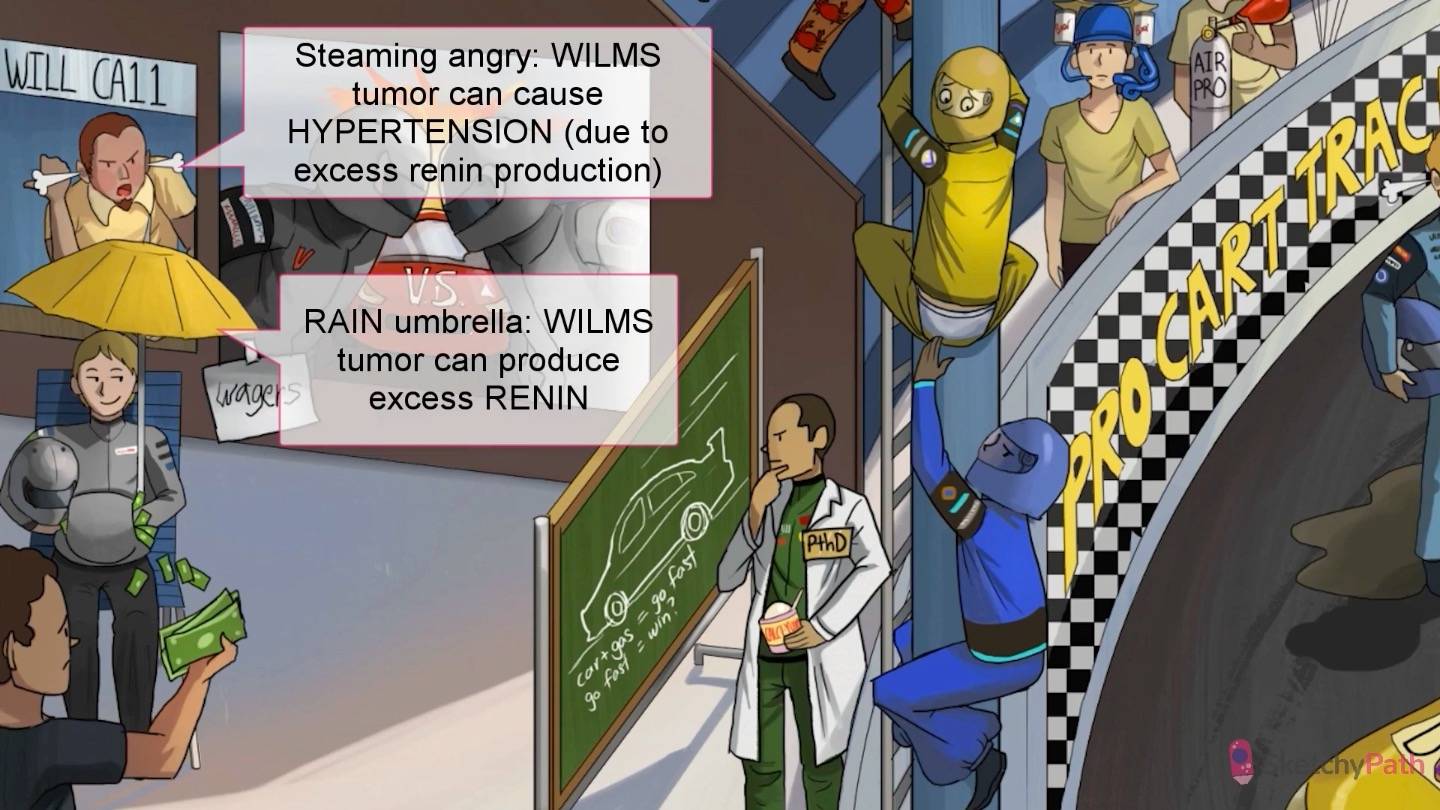 WILL CA11
Steaming angry: WILMS
tumor can cause
HYPERTENSION (due to
excess renin production)
VS.
RAIN umbrella: WILMS
tumor can produce
excess RENIN
wagers
car+gas = go fast
go fast = win?
PthD
AIR
PRO
PRO CART TRAC
SketchyPath